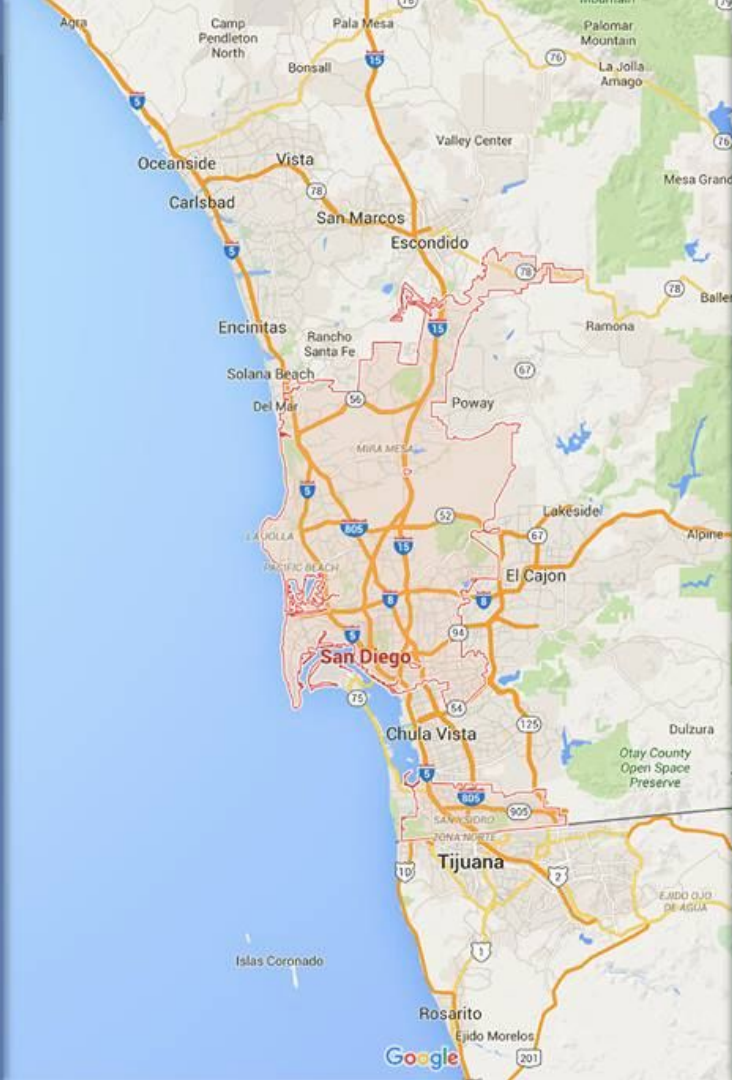 76
79
Mountain
Agra
Camp
Pendleton
North
Pala Mesa
Palomar
Mountain
15
76
Bonsall
La Jolla
Amago
5
Valley Center
76
Oceanside
Vista
78
Mesa Grand
Carlsbad
San Marcos
Escondido
5
78
78
Baller
Encinitas
15
Ramona
Rancho
Santa Fe
67
Solana Beach
56
Del Mar
Poway
MIRA MESA
5
805
52
Lakeside
LA JOLLA
15
67
Alpine
PACIFIC BEACH
El Cajon
8
8
5
94
San Diego
75
54
125
Chula Vista
Dulzura
Otay County
Open Space
Preserve
5
805
905
SAN YSIDRO
ZONA NORTE
Tijuana
1D
2
EJIDO OJO
DE AGUA
1
Islas Coronado
Rosarito
Ejido Morelos
Google
201